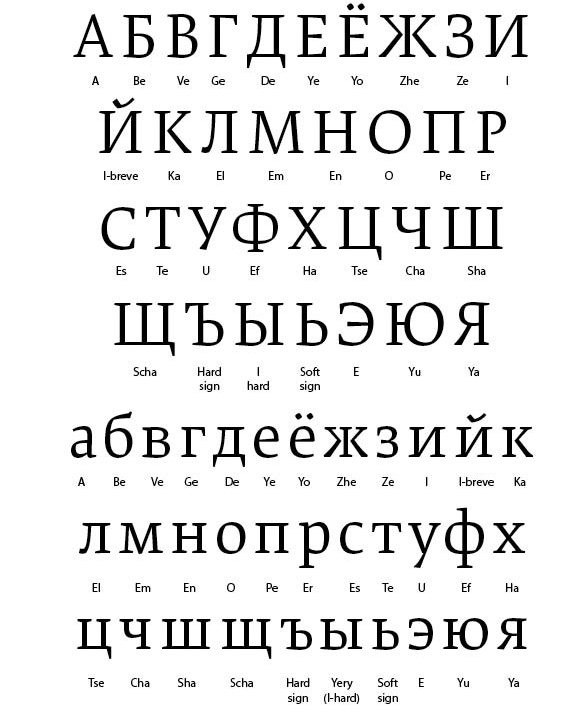 АБВГДЕЁЖЗИ
A Be Ve Ge De Ye Yo Zhe Ze I
ЙКЛМНОПР
I-breve Ka El Em En O Pe Er
СТУФХЦЧШ
Es Te U Ef Ha Tse Cha Sha
ЩЪЫЬЭЮЯ
Scha Hard I Soft E Yu Ya
sign hard sign
абвгдеёжзийк
A Be Ve Ge De Ye Yo Zhe Ze I I-breve Ka
лмнопрстуфх
El Em En O Pe Er Es Te U Ef Ha
цчшщъыьэюя
Tse Cha Sha Scha Hard Yery Soft E Yu Ya
sign (I-hard) sign